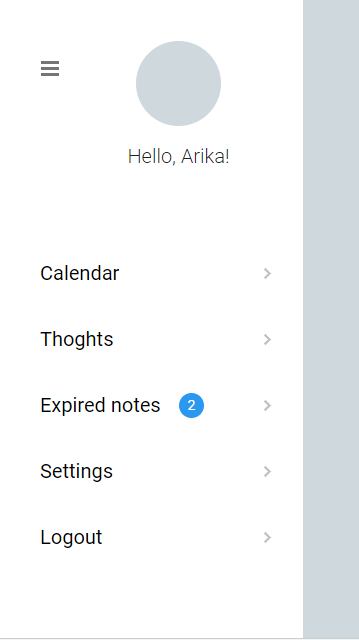 Hello, Arika!
Calendar
Thoghts
Expired notes 2
Settings
Logout